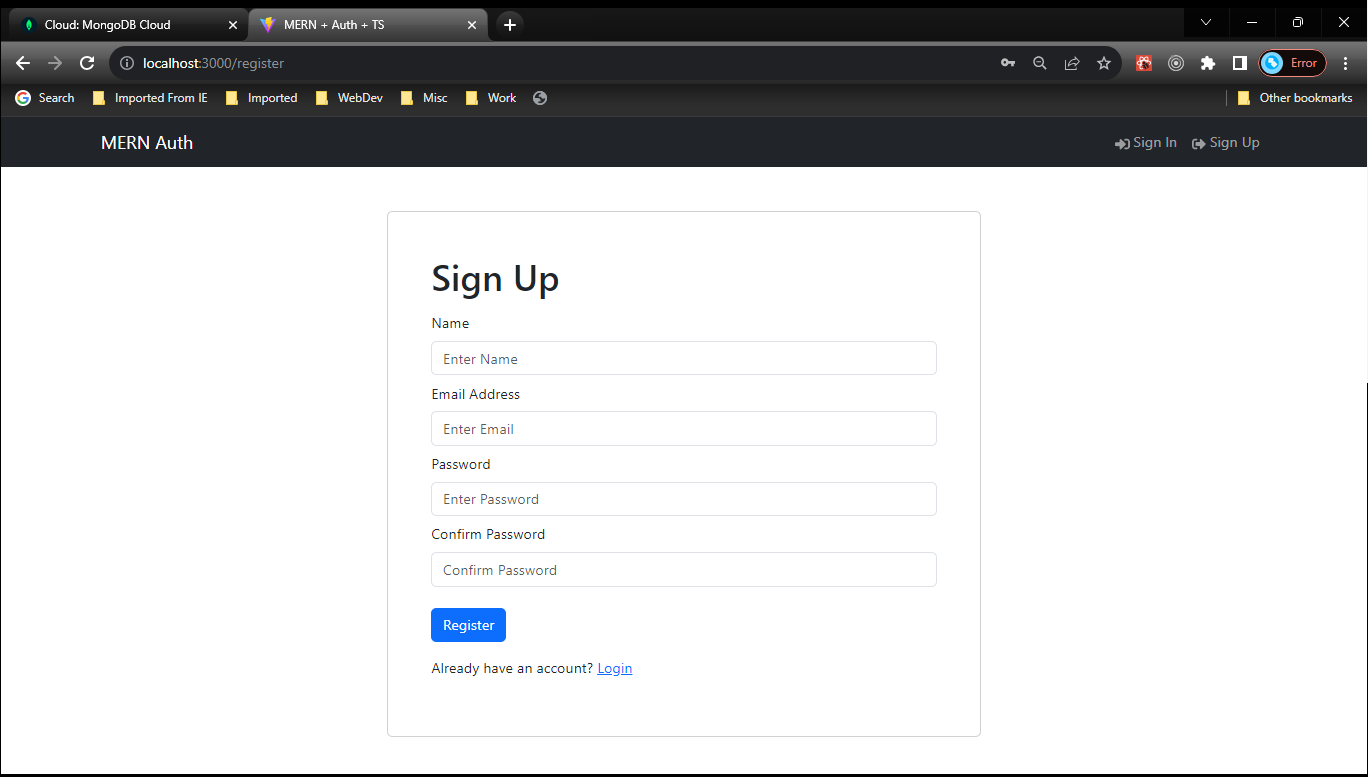 Cloud: MongoDB Cloud
MERN + Auth + TS
localhost:3000/register
Error
Search Imported From IE Imported WebDev Misc Work Other bookmarks
MERN Auth Sign In Sign Up
Sign Up
Name
Enter Name
Email Address
Enter Email
Password
Enter Password
Confirm Password
Confirm Password
Register
Already have an account? Login